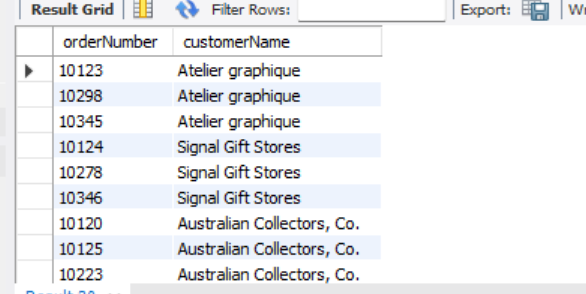 Result Grid Filter Rows: Export:
orderNumber customerName
10123 Atelier graphique
10298 Atelier graphique
10345 Atelier graphique
10124 Signal Gift Stores
10278 Signal Gift Stores
10346 Signal Gift Stores
10120 Australian Collectors, Co.
10125 Australian Collectors, Co.
10223 Australian Collectors, Co.